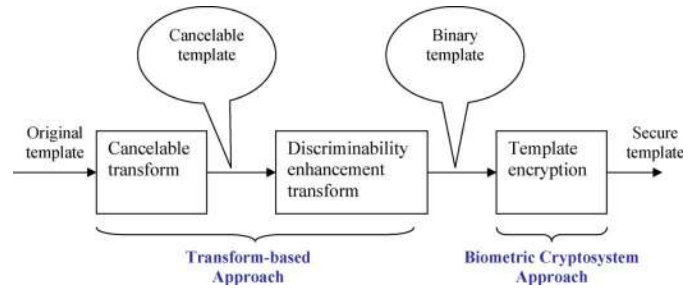 Cancelable
template
Binary
template
Original
template
Cancelable
transform
Discriminability
enhancement
transform
Template
encryption
Secure
template
Transform-based
Approach
Biometric Cryptosystem
Approach